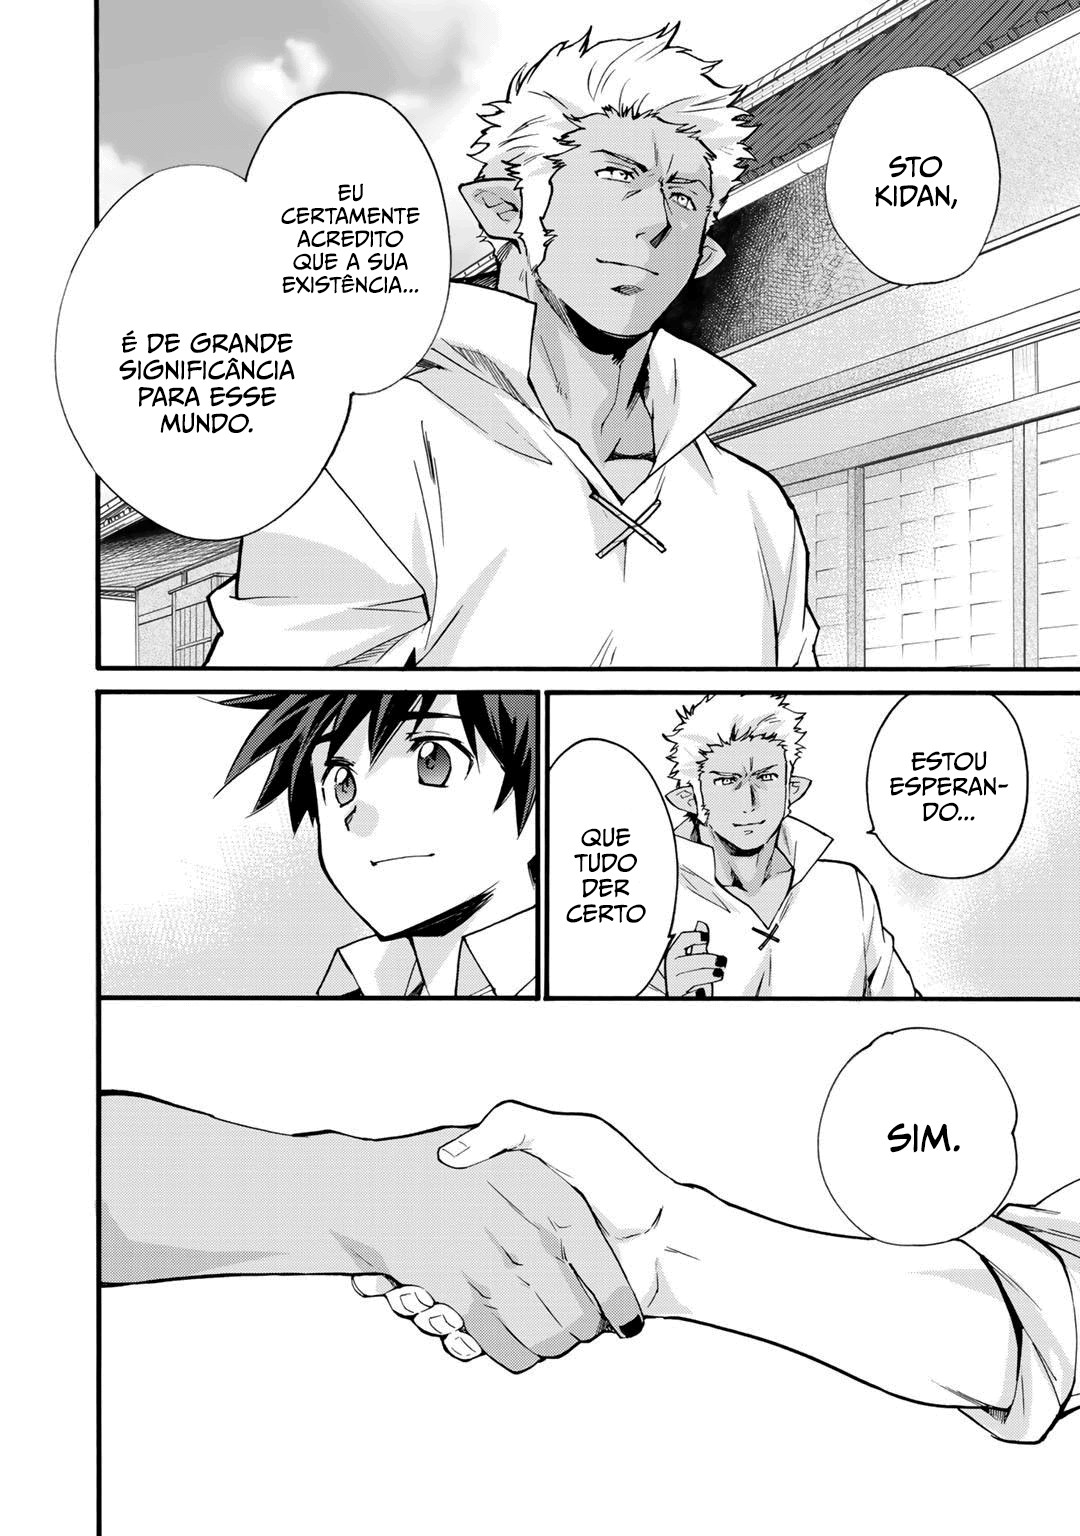 STO
KIDAN,
EU
CERTAMENTE
ACREDITO
QUE A SUA
EXISTÊNCIA...
É DE GRANDE
SIGNIFICÂNCIA
PARA ESSE
MUNDO.
ESTOU
ESPERAN-
DO...
QUE
TUDO
DER
CERTO
SIM.